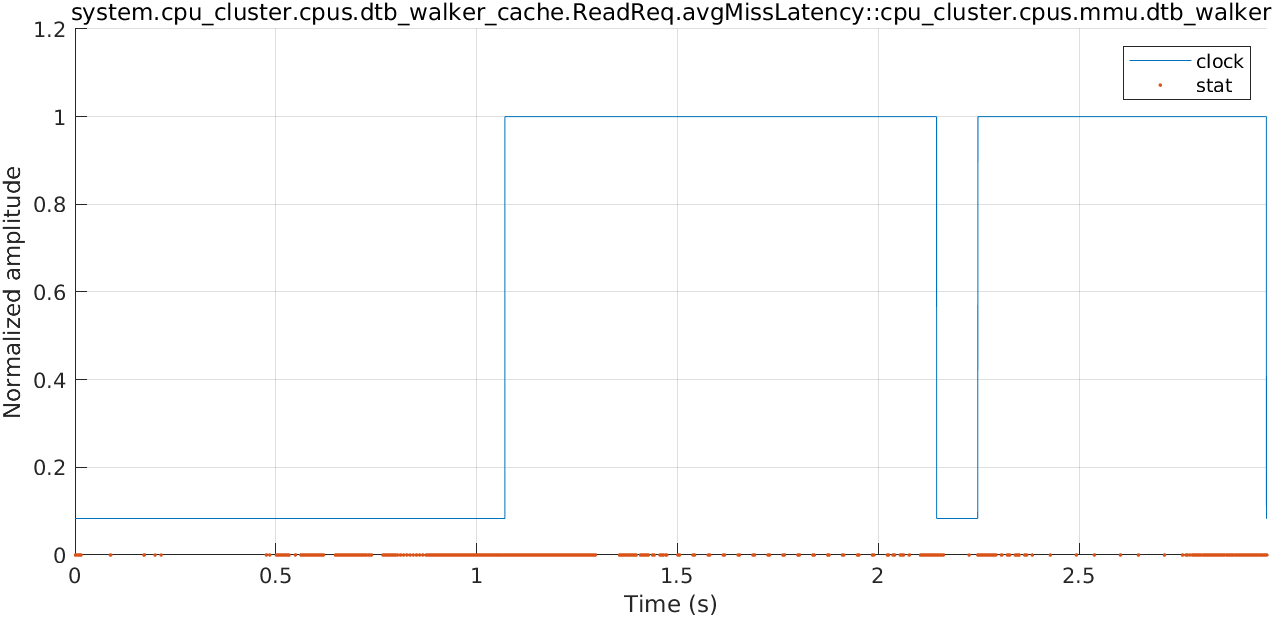 system.cpu_cluster.cpus.dtb_walker_cache.ReadReq.avgMissLatency::cpu_cluster.cpus.mmu.dtb_walker
1.2
1
0.8
0.6
0.4
0.2
0
Normalized amplitude
clock
stat
0 0.5 1 1.5 2 2.5
Time (s)